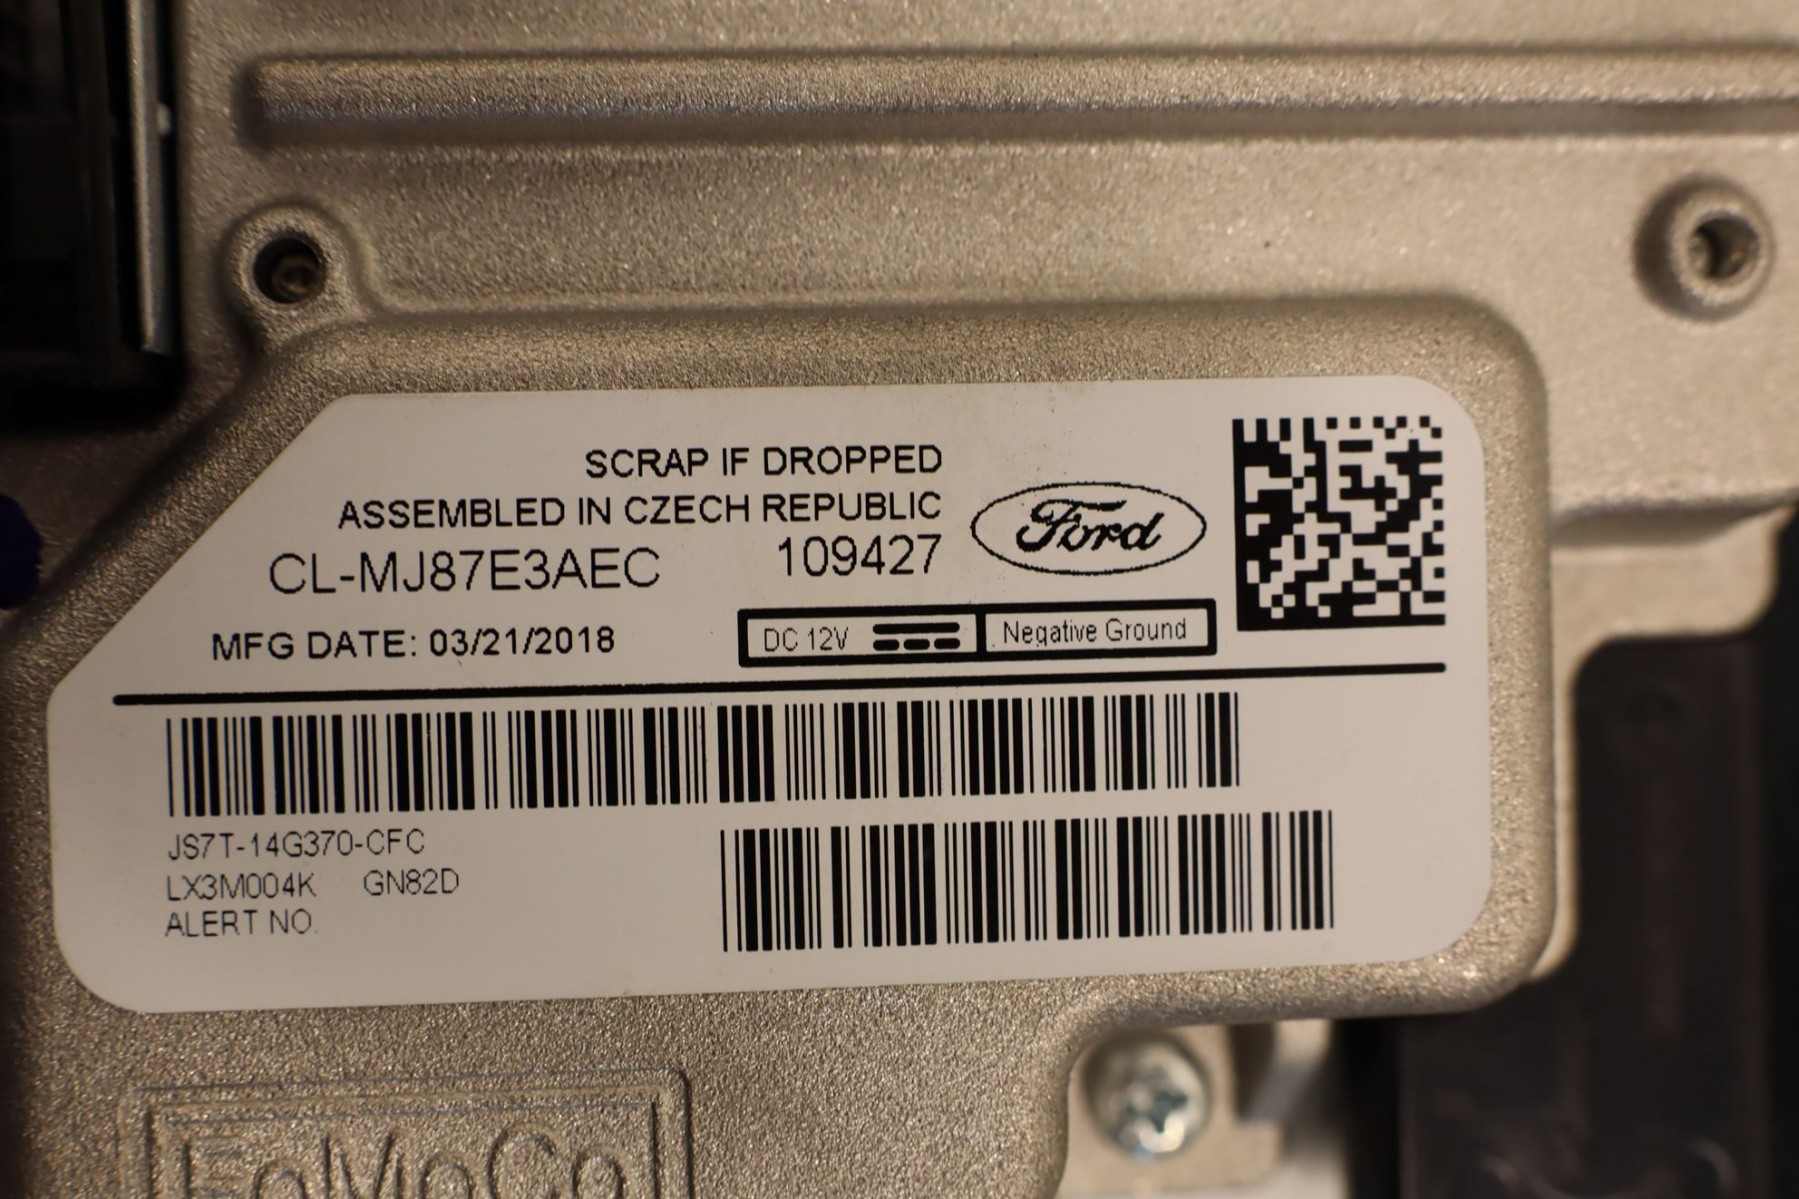 SCRAP IF DROPPED
ASSEMBLED IN CZECH REPUBLIC
CL-MJ87E3AEC 109427
Ford
MFG DATE: 03/21/2018
DC 12V Negative Ground
JS7T-14G370-CFC
LX3M004K GN82D
ALERT NO.
FoMoCo